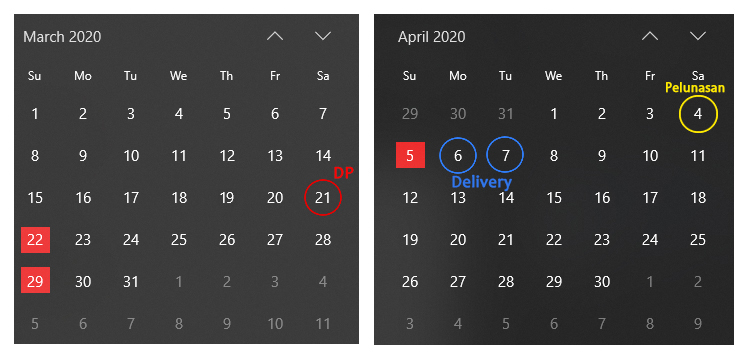 March 2020
Su Mo Tu We Th Fr Sa
1 2 3 4 5 6 7
8 9 10 11 12 13 14
DP
15 16 17 18 19 20 21
22 23 24 25 26 27 28
29 30 31 1 2 3 4
5 6 7 8 9 10 11
April 2020
Su Mo Tu We Th Fr Sa
Pelunasan
29 30 31 1 2 3 4
5 6 7 8 9 10 11
Delivery
12 13 14 15 16 17 18
19 20 21 22 23 24 25
26 27 28 29 30 1 2
3 4 5 6 7 8 9